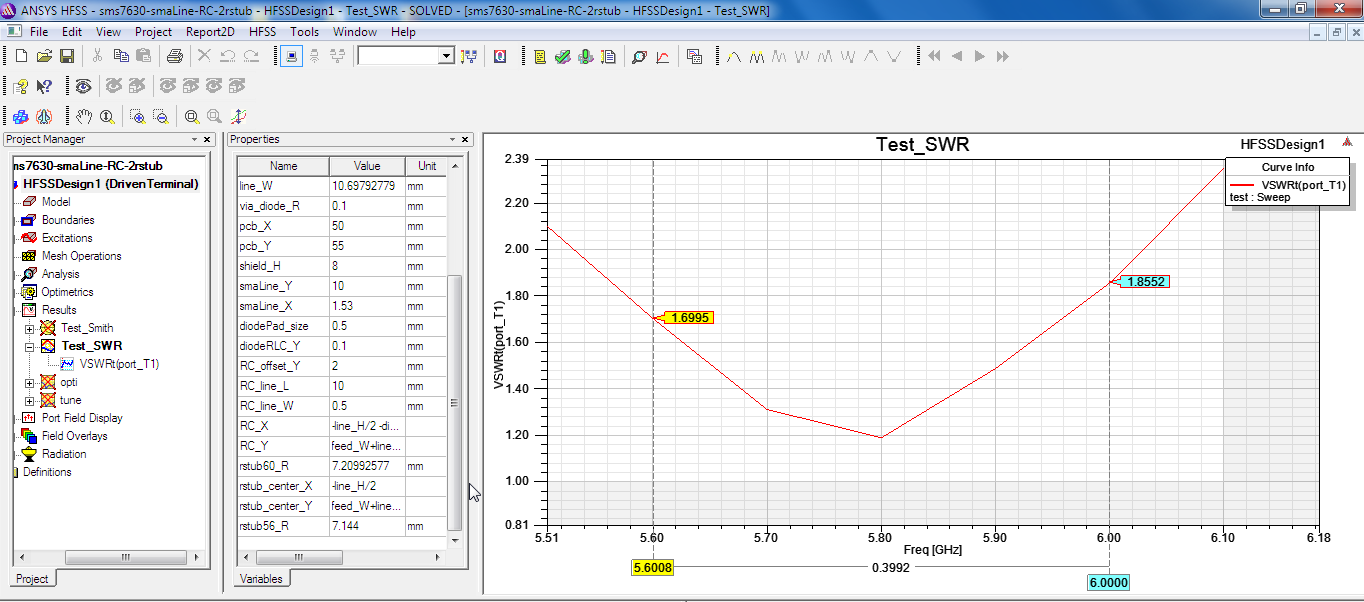 ANSYS HFSS - sms7630-smaLine-RC-2rstub - HFSSDesign1 - Test_SWR - SOLVED - [sms7630-smaLine-RC-2rstub - HFSSDesign1 - Test_SWR]
File Edit View Project Report2D HFSS Tools Window Help
Project Manager
ms7630-smaLine-RC-2rstub
HFSSDesign1 (DrivenTerminal)
Model
Boundaries
Excitations
Mesh Operations
Analysis
Optimetrics
Results
Test_Smith
Test_SWR
VSWRt(port_T1)
opti
tune
Port Field Display
Field Overlays
Radiation
Definitions
Project
Properties
Name Value Unit
line_W 10.69792779 mm
via_diode_R 0.1 mm
pcb_X 50 mm
pcb_Y 55 mm
shield_H 8 mm
smaLine_Y 10 mm
smaLine_X 1.53 mm
diodePad_size 0.5 mm
diodeRLC_Y 0.1 mm
RC_offset_Y 2 mm
RC_line_L 10 mm
RC_line_W 0.5 mm
RC_X -line_H/2 -di...
RC_Y feed_W+line...
rstub60_R 7.20992577 mm
rstub_center_X -line_H/2
rstub_center_Y feed_W+line...
rstub56_R 7.144 mm
Variables
Test_SWR
HFSSDesign1
Curve Info
VSWRt(port_T1)
test : Sweep
VSWRt(port_T1)
2.39
2.20
2.00
1.80
1.60
1.40
1.20
1.00
0.81
1.6995
1.8552
5.51 5.60 5.70 5.80 5.90 6.00 6.10 6.18
Freq [GHz]
5.6008 0.3992 6.0000